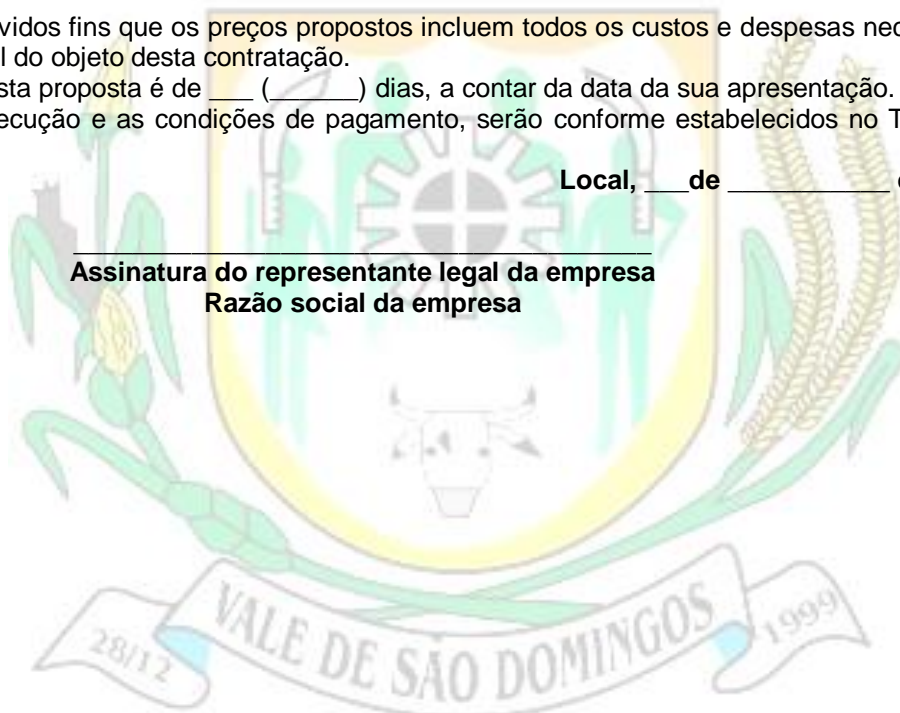 vidos fins que os preços propostos incluem todos os custos e despesas nec
l do objeto desta contratação.
sta proposta é de ___ (______) dias, a contar da data da sua apresentação.
ecução e as condições de pagamento, serão conforme estabelecidos no T
Local, ___de ___________
_______________________________________
Assinatura do representante legal da empresa
Razão social da empresa
28/12 VALE DE SÃO DOMINGOS 1999